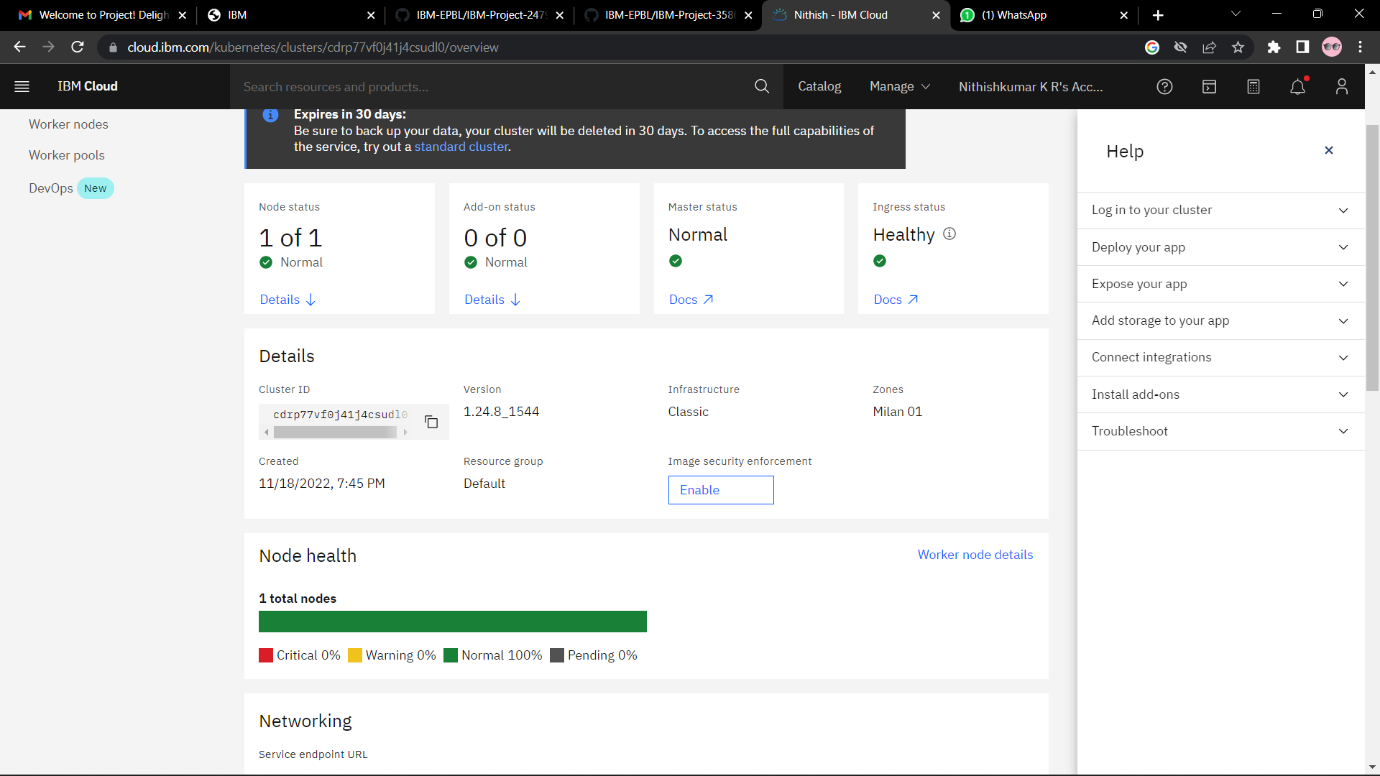 Welcome to Project! Deligh
IBM
IBM-EPBL/IBM-Project-247
IBM-EPBL/IBM-Project-358
Nithish - IBM Cloud
(1) WhatsApp
cloud.ibm.com/kubernetes/clusters/cdrp77vf0j41j4csudl0/overview
IBM Cloud
Search resources and products...
Catalog
Manage
Nithishkumar K R's Acc...
Worker nodes
Worker pools
DevOps New
Expires in 30 days:
Be sure to back up your data, your cluster will be deleted in 30 days. To access the full capabilities of
the service, try out a standard cluster.
Node status
1 of 1
Normal
Details
Add-on status
0 of 0
Normal
Details
Master status
Normal
Docs
Ingress status
Healthy
Docs
Details
Cluster ID
cdrp77vf0j41j4csudl0
Version
1.24.8_1544
Infrastructure
Classic
Zones
Milan 01
Created
11/18/2022, 7:45 PM
Resource group
Default
Image security enforcement
Enable
Node health
Worker node details
1 total nodes
Critical 0% Warning 0% Normal 100% Pending 0%
Networking
Service endpoint URL
Help
Log in to your cluster
Deploy your app
Expose your app
Add storage to your app
Connect integrations
Install add-ons
Troubleshoot